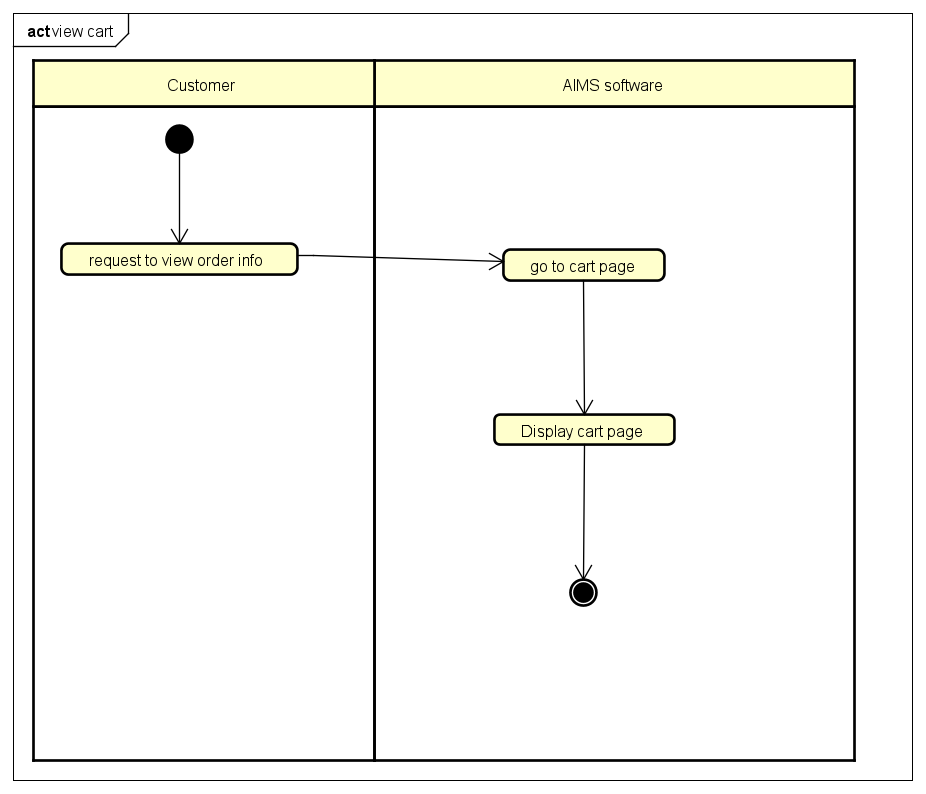 act view cart
Customer
AIMS software
request to view order info
go to cart page
Display cart page